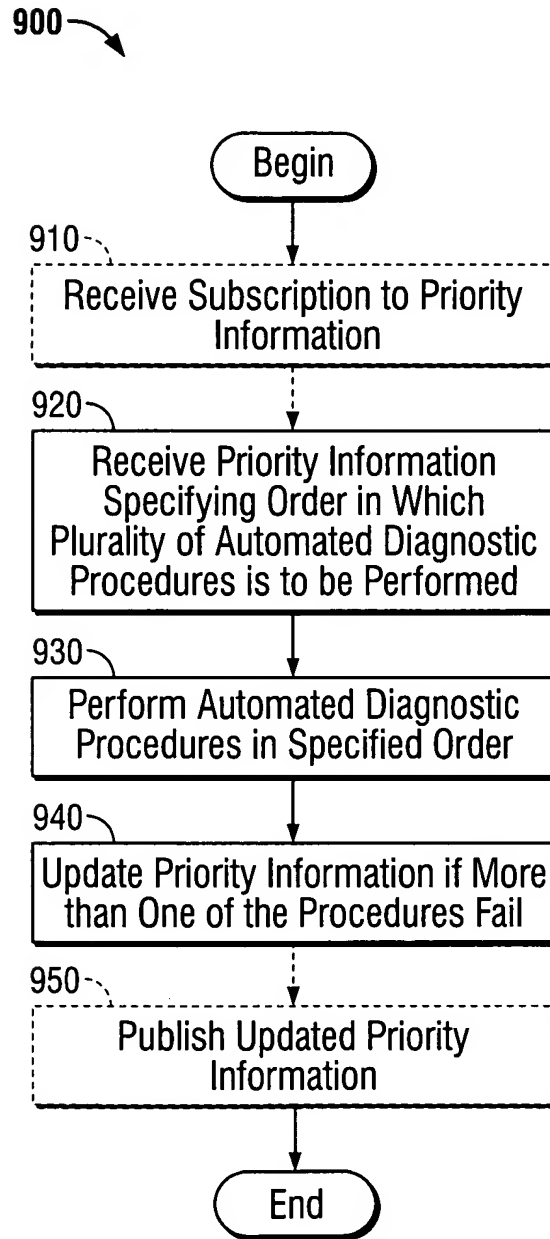 900
Begin
910
Receive Subscription to Priority
Information
920
Receive Priority Information
Specifying Order in Which
Plurality of Automated Diagnostic
Procedures is to be Performed
930
Perform Automated Diagnostic
Procedures in Specified Order
940
Update Priority Information if More
than One of the Procedures Fail
950
Publish Updated Priority
Information
End